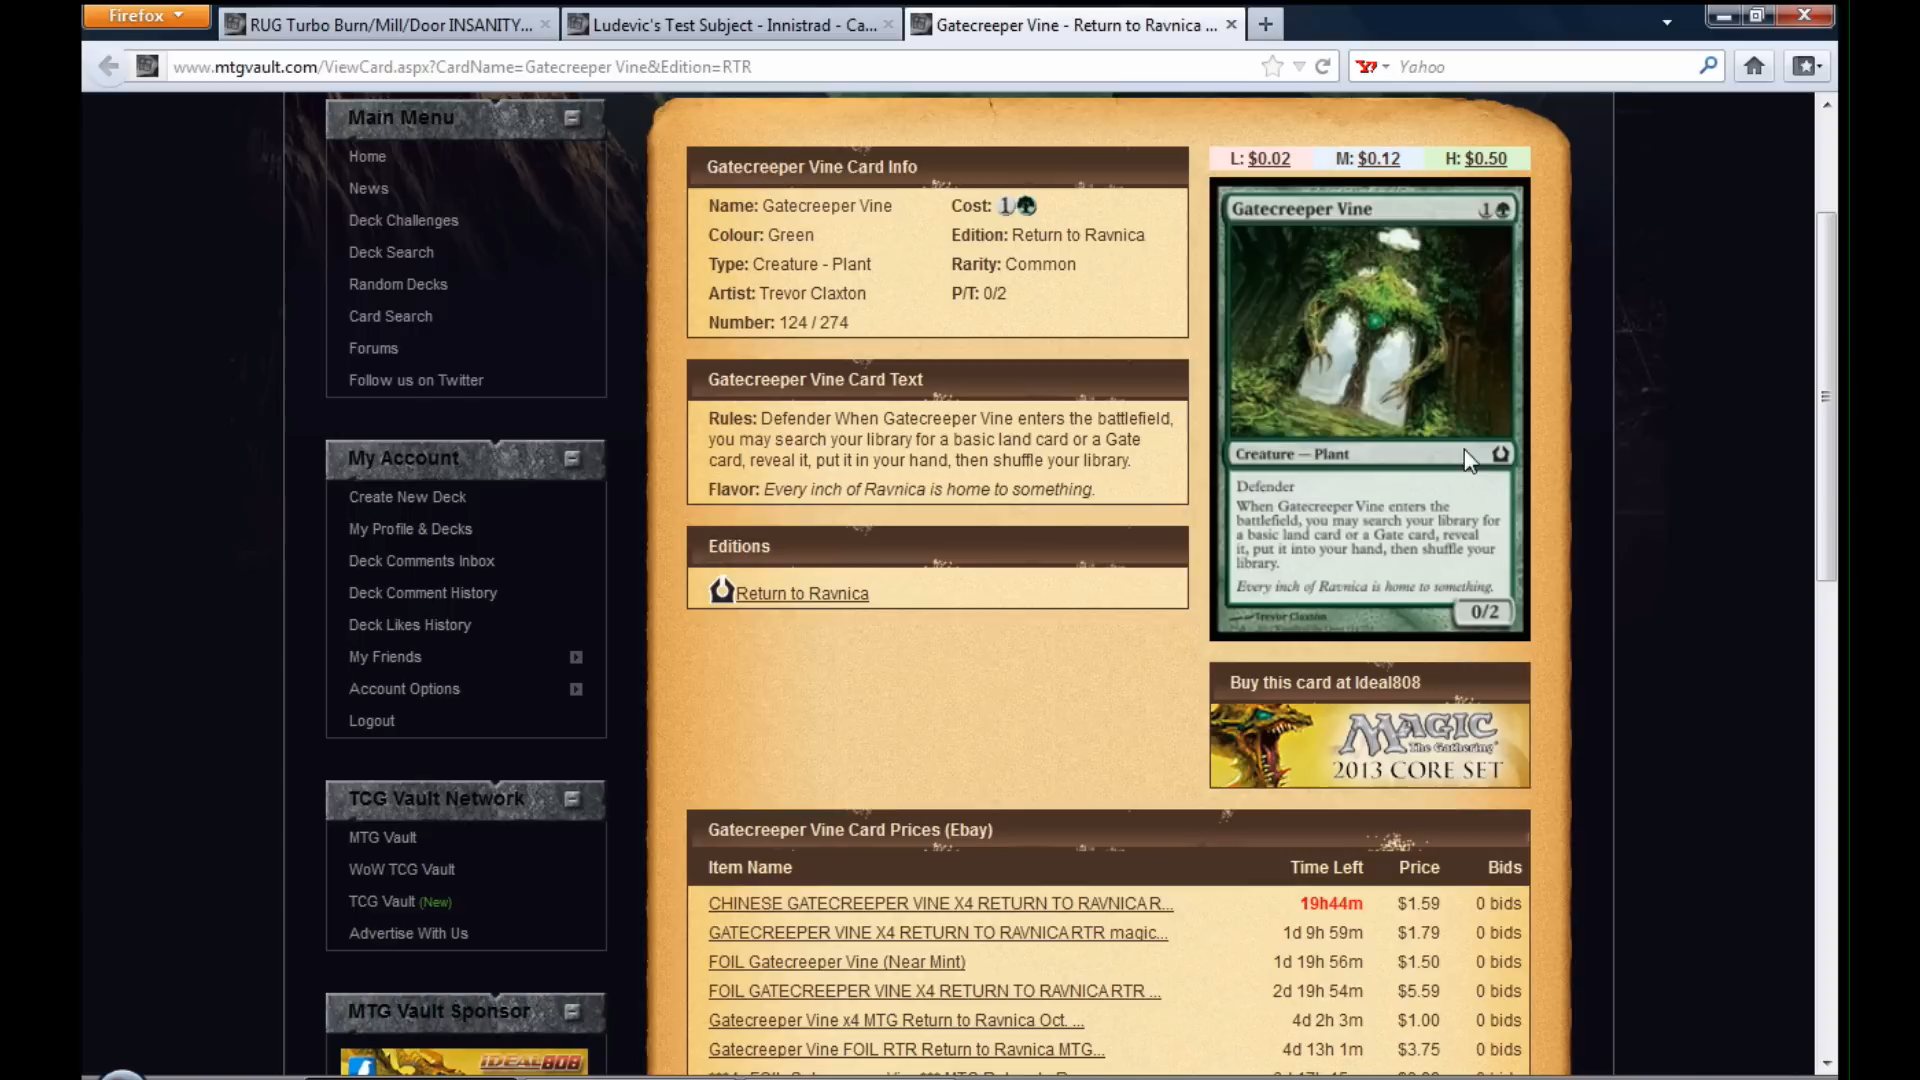 Firefox
RUG Turbo Burn/Mill/Door INSANITY...
Ludevic's Test Subject - Innistrad - Ca...
Gatecreeper Vine - Return to Ravnica ...
www.mtgvault.com/ViewCard.aspx?CardName=Gatecreeper Vine&Edition=RTR
Yahoo
Main Menu
Home
News
Deck Challenges
Deck Search
Random Decks
Card Search
Forums
Follow us on Twitter
My Account
Create New Deck
My Profile & Decks
Deck Comments Inbox
Deck Comment History
Deck Likes History
My Friends
Account Options
Logout
TCG Vault Network
MTG Vault
WoW TCG Vault
TCG Vault (New)
Advertise With Us
MTG Vault Sponsor
IDEAL808
Gatecreeper Vine Card Info
Name: Gatecreeper Vine
Cost: 1
Colour: Green
Edition: Return to Ravnica
Type: Creature - Plant
Rarity: Common
Artist: Trevor Claxton
P/T: 0/2
Number: 124 / 274
Gatecreeper Vine Card Text
Rules: Defender When Gatecreeper Vine enters the battlefield,
you may search your library for a basic land card or a Gate
card, reveal it, put it in your hand, then shuffle your library.
Flavor: Every inch of Ravnica is home to something.
Editions
Return to Ravnica
L: $0.02 M: $0.12 H: $0.50
Gatecreeper Vine 1
Creature — Plant
Defender
When Gatecreeper Vine enters the
battlefield, you may search your library for
a basic land card or a Gate card, reveal
it, put it into your hand, then shuffle your
library.
Every inch of Ravnica is home to something.
Trevor Claxton
0/2
Buy this card at Ideal808
MAGIC
The Gathering
2013 CORE SET
Gatecreeper Vine Card Prices (Ebay)
Item Name Time Left Price Bids
CHINESE GATECREEPER VINE X4 RETURN TO RAVNICA R... 19h44m $1.59 0 bids
GATECREEPER VINE X4 RETURN TO RAVNICA RTR magic... 1d 9h 59m $1.79 0 bids
FOIL Gatecreeper Vine (Near Mint) 1d 19h 56m $1.50 0 bids
FOIL GATECREEPER VINE X4 RETURN TO RAVNICA RTR ... 2d 19h 54m $5.59 0 bids
Gatecreeper Vine x4 MTG Return to Ravnica Oct. ... 4d 2h 3m $1.00 0 bids
Gatecreeper Vine FOIL RTR Return to Ravnica MTG... 4d 13h 1m $3.75 0 bids